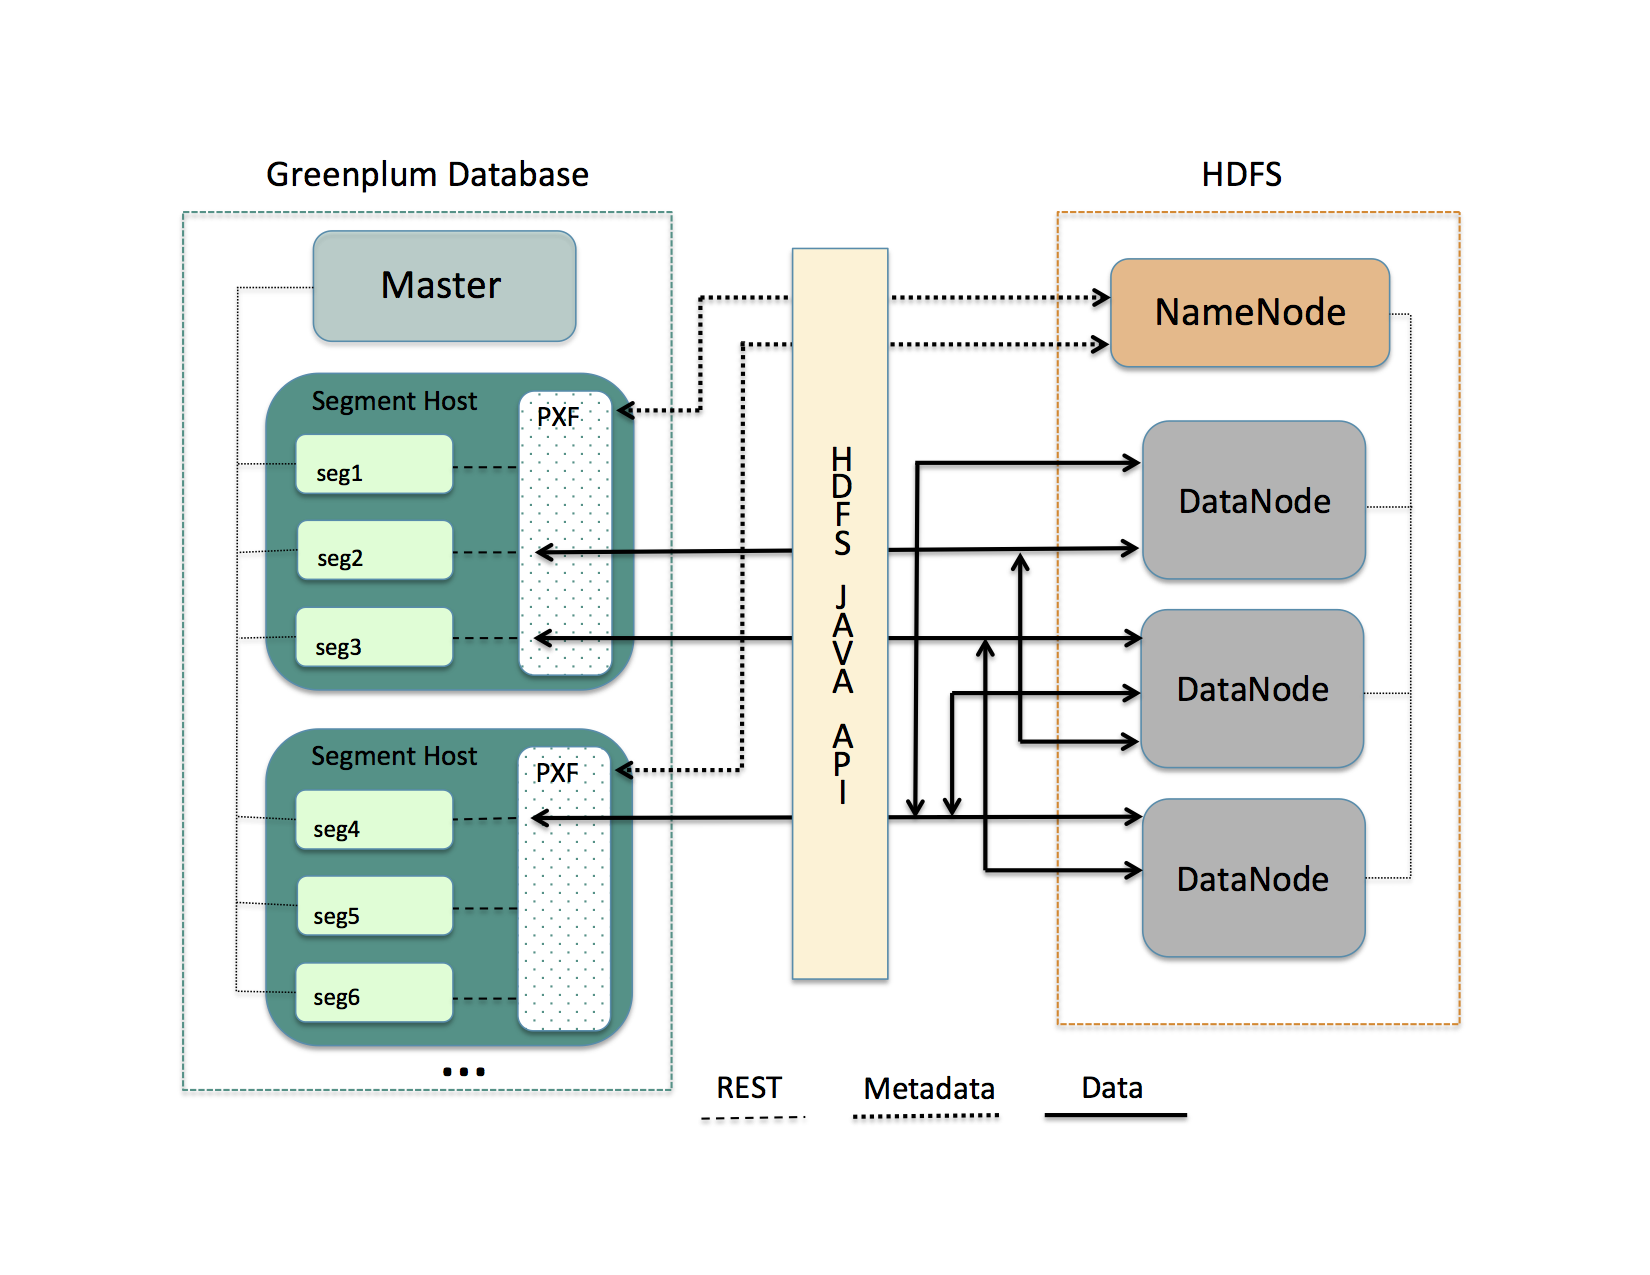 Greenplum Database
HDFS
Master
NameNode
Segment Host
PXF
seg1
seg2
seg3
Segment Host
PXF
seg4
seg5
seg6
...
HDFS JAVA API
DataNode
DataNode
DataNode
REST
Metadata
Data